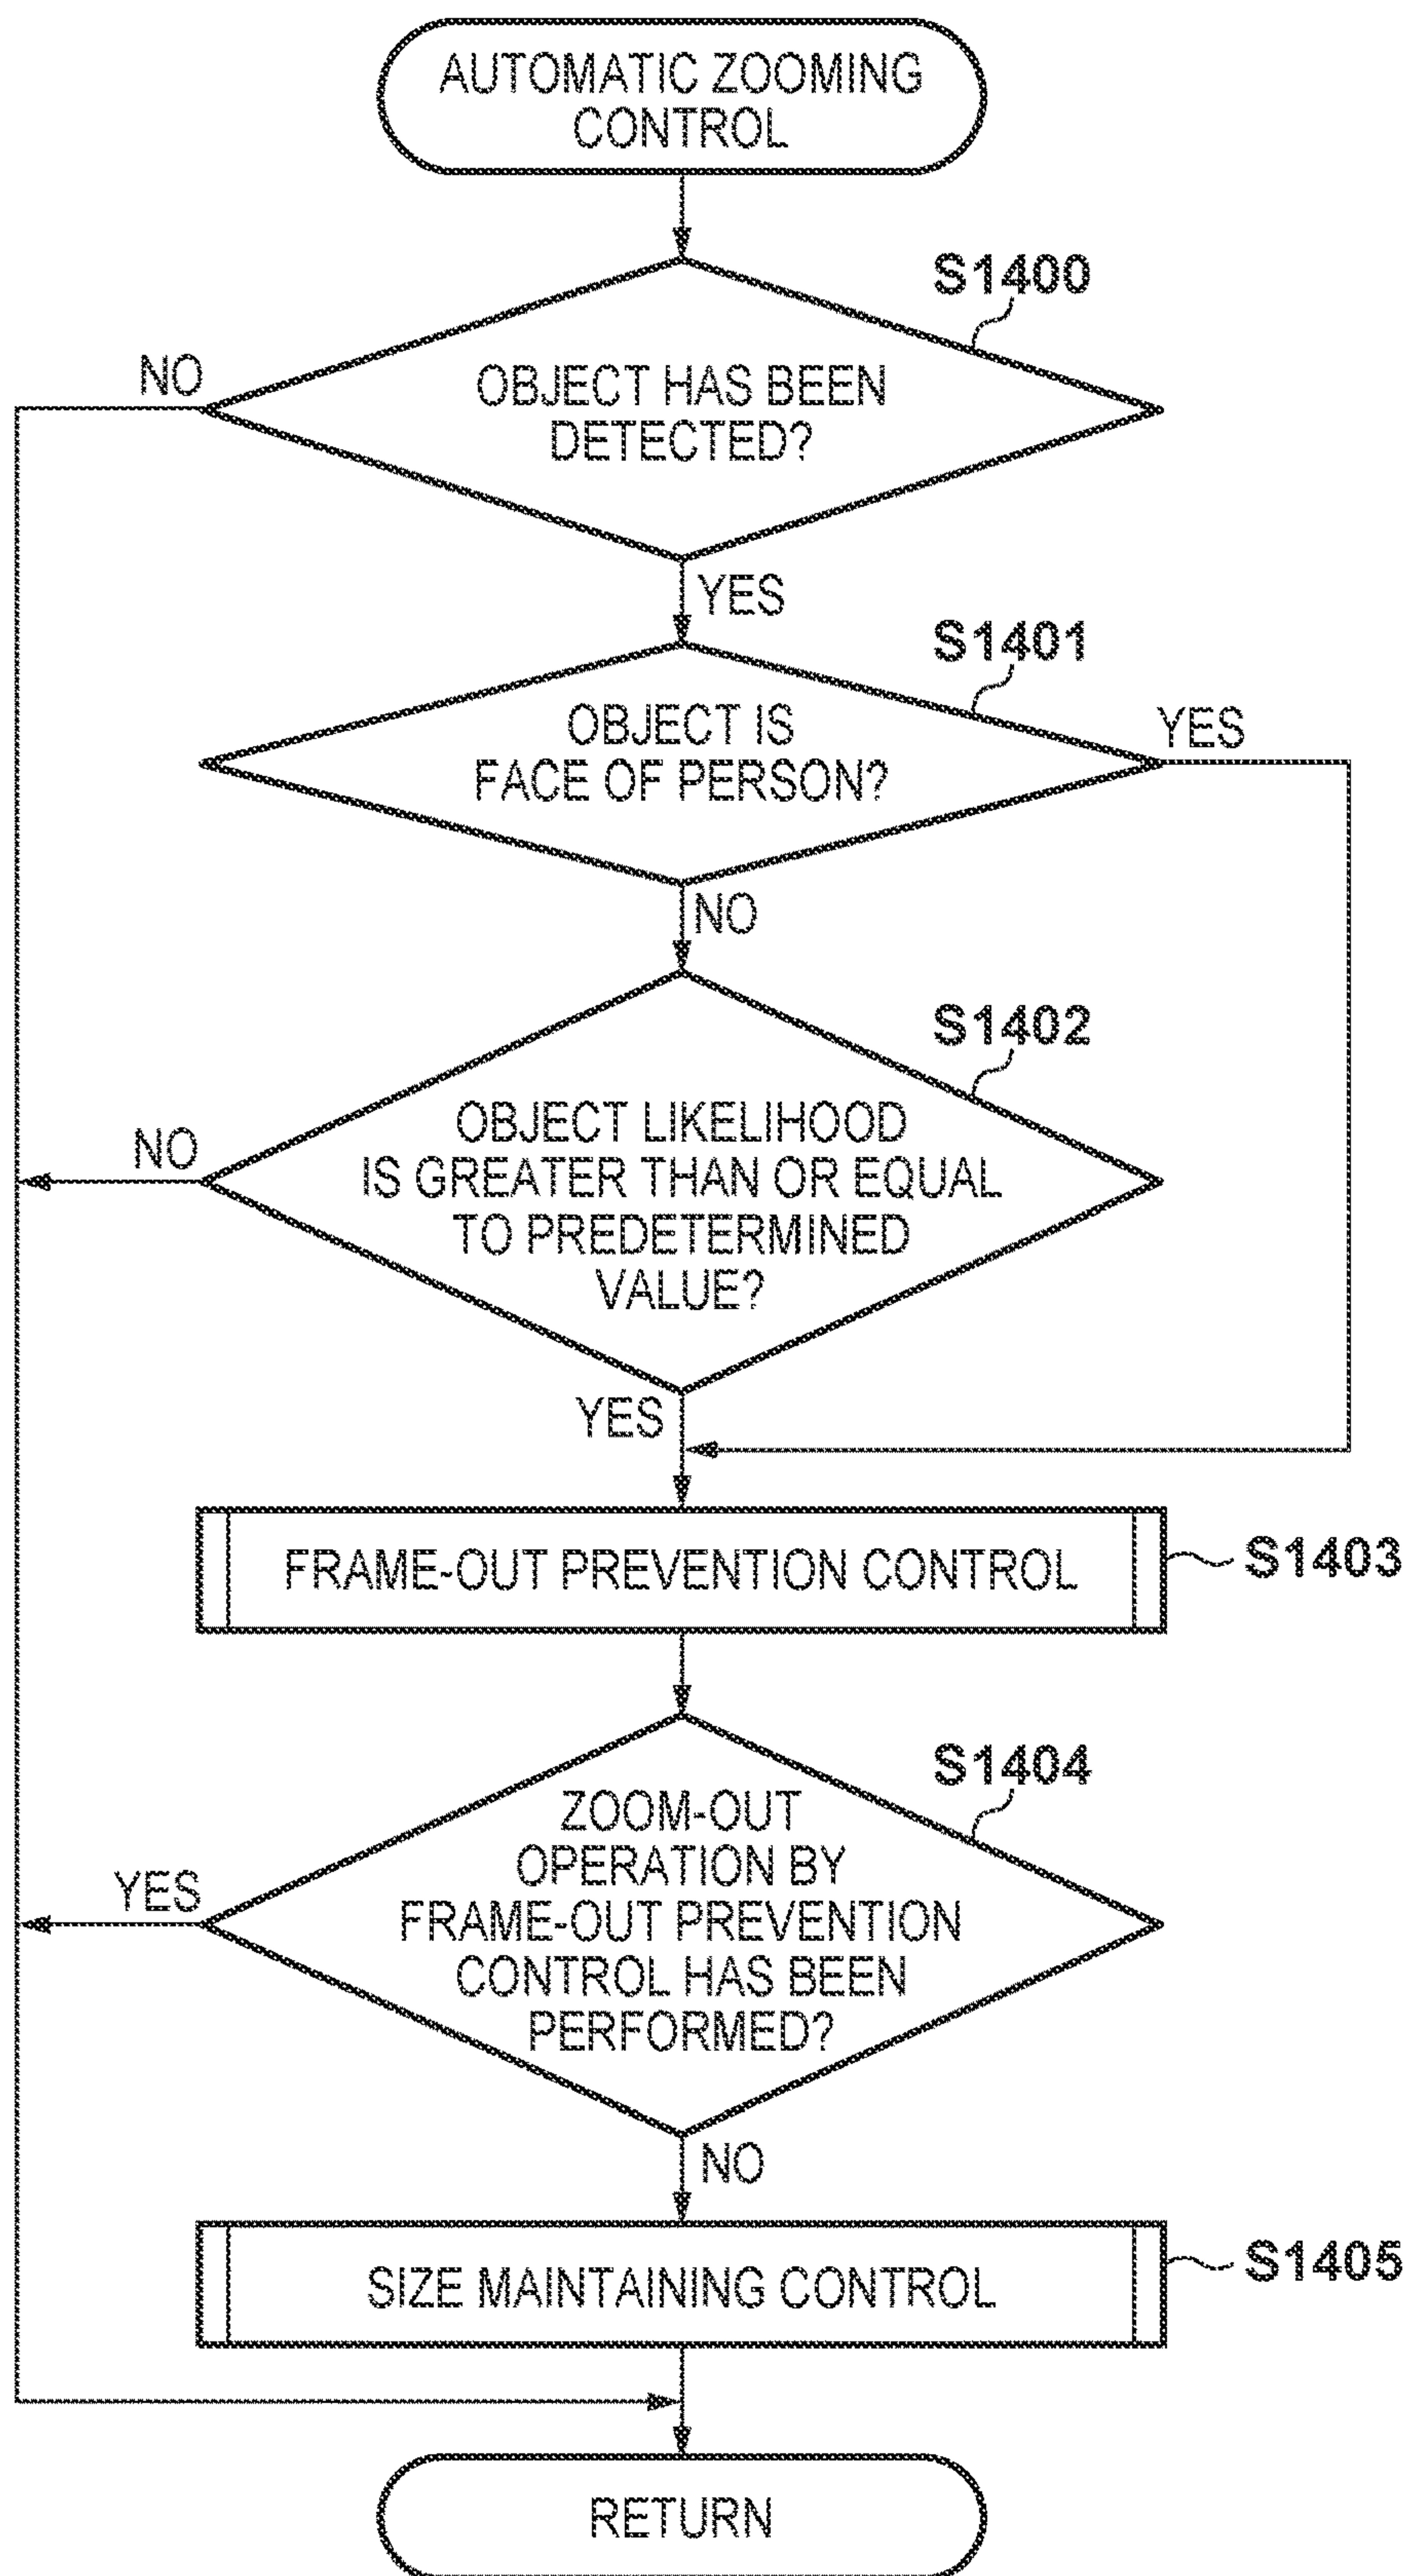 AUTOMATIC ZOOMING
CONTROL
S1400
NO
OBJECT HAS BEEN
DETECTED?
YES
S1401
OBJECT IS
FACE OF PERSON?
YES
NO
S1402
OBJECT LIKELIHOOD
IS GREATER THAN OR EQUAL
TO PREDETERMINED
VALUE?
NO
YES
FRAME-OUT PREVENTION CONTROL
S1403
S1404
ZOOM-OUT
OPERATION BY
FRAME-OUT PREVENTION
CONTROL HAS BEEN
PERFORMED?
YES
NO
SIZE MAINTAINING CONTROL
S1405
RETURN